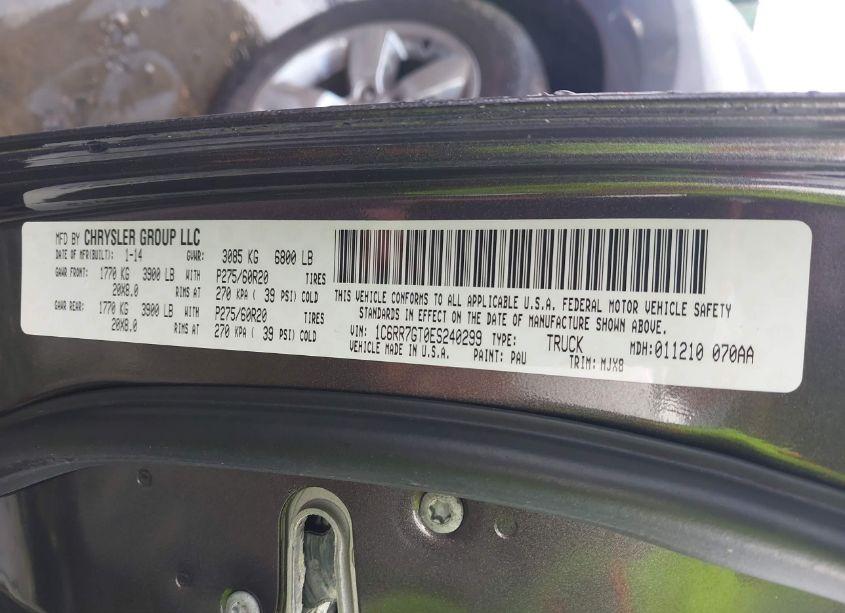 MFD BY CHRYSLER GROUP LLC
DATE OF MFR(BUILT): 1-14 GVWR: 3085 KG 6800 LB
GAWR FRONT: 1770 KG 3900 LB WITH P275/60R20 TIRES
20X8.0 RIMS AT 270 KPA ( 39 PSI) COLD
GAWR REAR: 1770 KG 3900 LB WITH P275/60R20 TIRES
20X8.0 RIMS AT 270 KPA ( 39 PSI) COLD
THIS VEHICLE CONFORMS TO ALL APPLICABLE U.S.A. FEDERAL MOTOR VEHICLE SAFETY
STANDARDS IN EFFECT ON THE DATE OF MANUFACTURE SHOWN ABOVE.
VIN: 1C6RR7GT0ES240299 TYPE: TRUCK MDH: 011210 070AA
VEHICLE MADE IN U.S.A. PAINT: PAU TRIM: MJX8